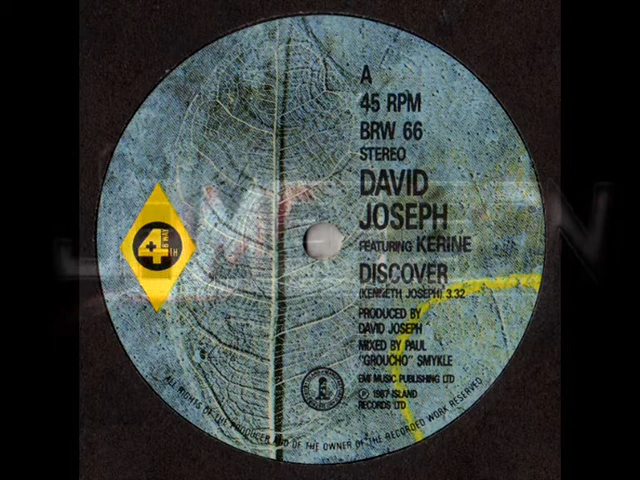 A
45 RPM
BRW 66
STEREO
DAVID
JOSEPH
FEATURING KERINE
DISCOVER
(KENNETH JOSEPH) 3.32
PRODUCED BY
DAVID JOSEPH
MIXED BY PAUL
"GROUCHO" SMYKLE
EMI MUSIC PUBLISHING LTD
℗ 1987 ISLAND
RECORDS LTD
4
ALL RIGHTS OF THE PRODUCER AND OF THE OWNER OF THE RECORDED WORK RESERVED